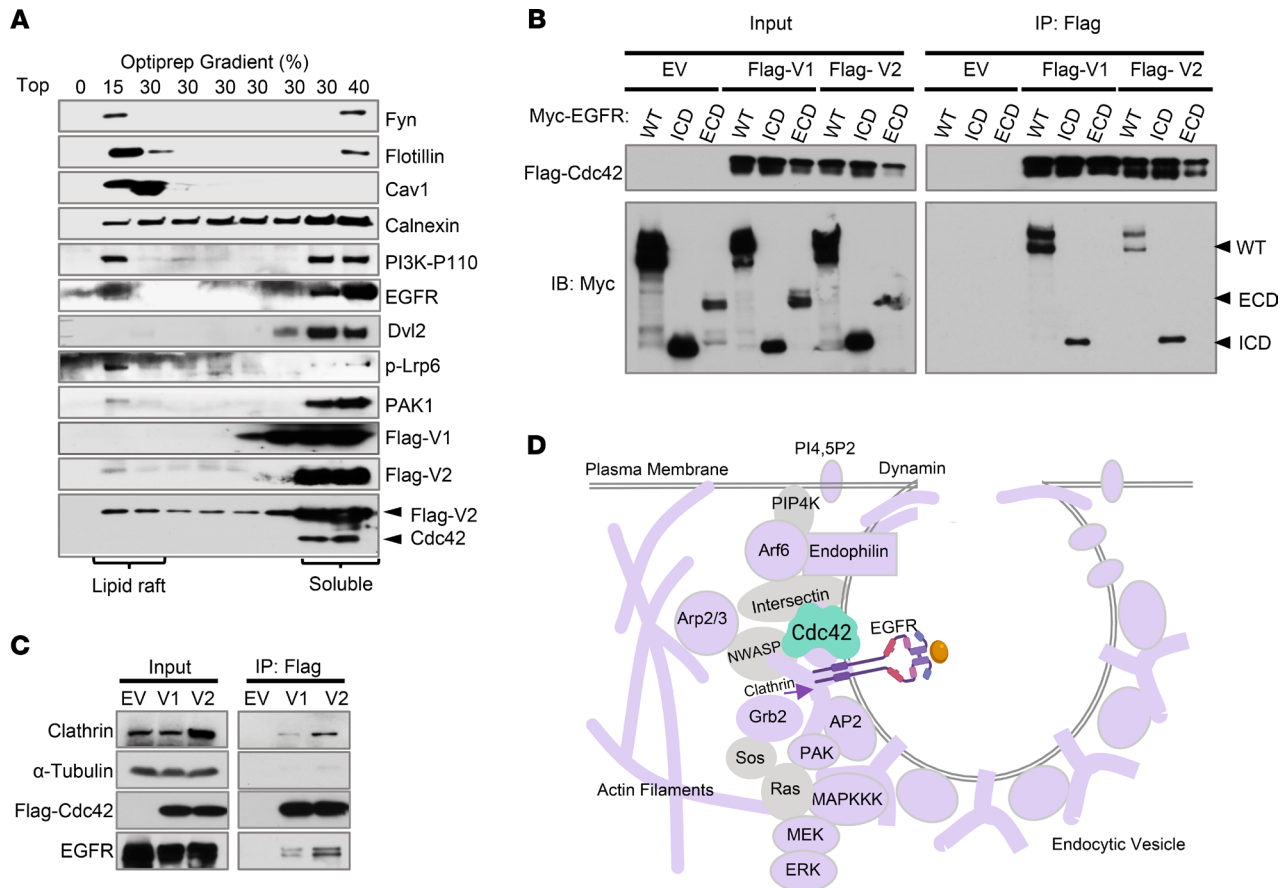 A
Optiprep Gradient (%)
Top 0 15 30 30 30 30 30 30 40
Fyn
Flotillin
Cav1
Calnexin
PI3K-P110
EGFR
Dvl2
p-Lrp6
PAK1
Flag-V1
Flag-V2
Flag-V2
Cdc42
Lipid raft Soluble
B
Input IP: Flag
EV Flag-V1 Flag- V2 EV Flag-V1 Flag- V2
Myc-EGFR: WT ICD ECD WT ICD ECD WT ICD ECD WT ICD ECD WT ICD ECD WT ICD ECD
Flag-Cdc42
IB: Myc
WT
ECD
ICD
C
Input IP: Flag
EV V1 V2 EV V1 V2
Clathrin
α-Tubulin
Flag-Cdc42
EGFR
D
PI4,5P2
Plasma Membrane Dynamin
PIP4K
Arf6 Endophilin
Intersectin
Arp2/3
Cdc42 EGFR
NWASP
Clathrin
Grb2 AP2
PAK
Sos
Actin Filaments Ras MAPKKK
MEK
Endocytic Vesicle
ERK